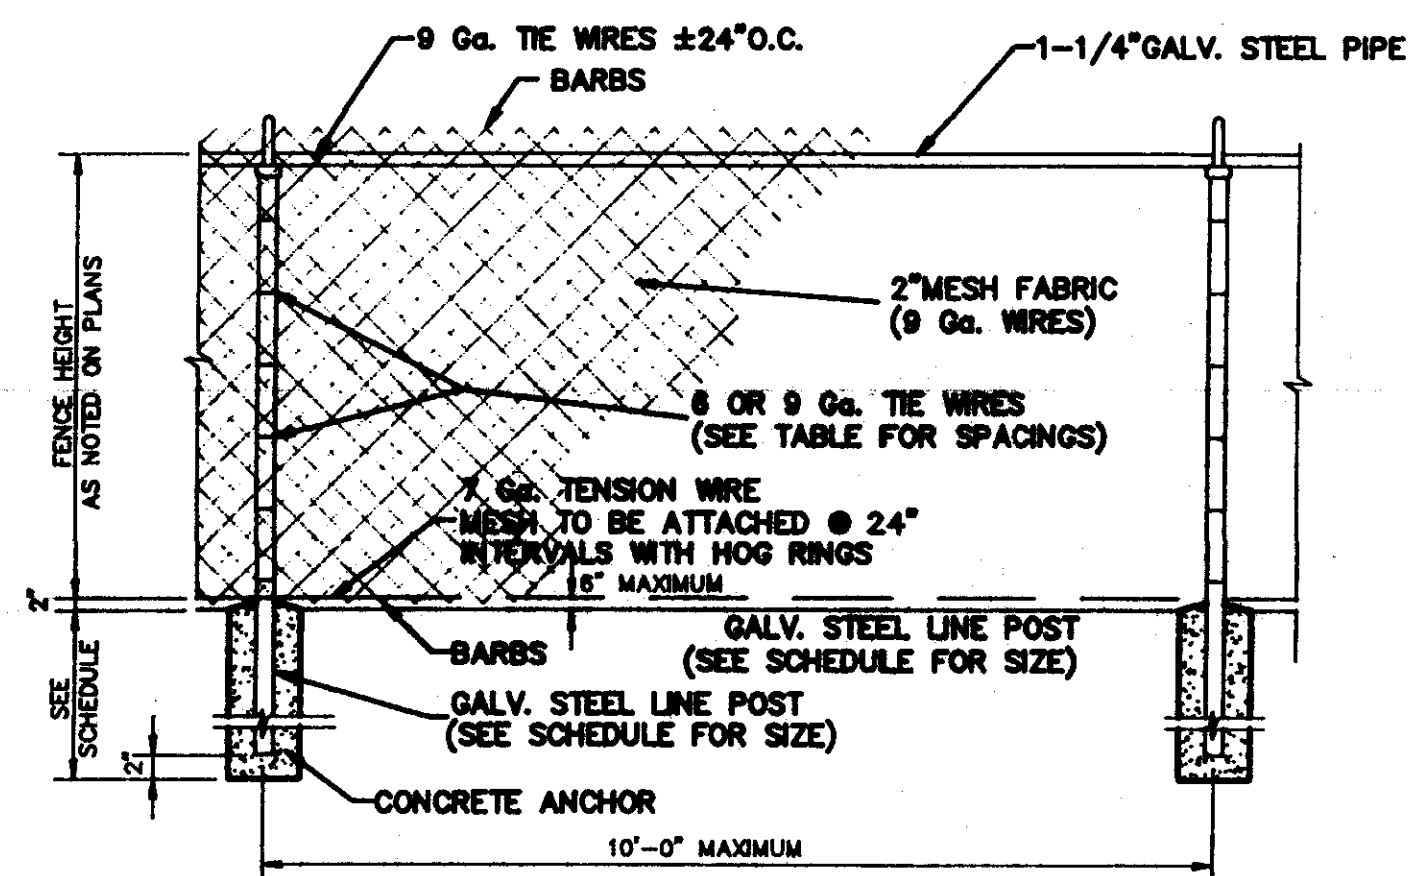 9 Ga. TIE WIRES ±24"O.C.
BARBS
1-1/4"GALV. STEEL PIPE
FENCE HEIGHT
AS NOTED ON PLANS
2"MESH FABRIC
(9 Ga. WIRES)
6 OR 9 Ga. TIE WIRES
(SEE TABLE FOR SPACINGS)
7 Ga. TENSION WIRE
MESH TO BE ATTACHED @ 24"
INTERVALS WITH HOG RINGS
6" MAXIMUM
2"
GALV. STEEL LINE POST
(SEE SCHEDULE FOR SIZE)
BARBS
SEE
SCHEDULE
GALV. STEEL LINE POST
(SEE SCHEDULE FOR SIZE)
2"
CONCRETE ANCHOR
10'-0" MAXIMUM